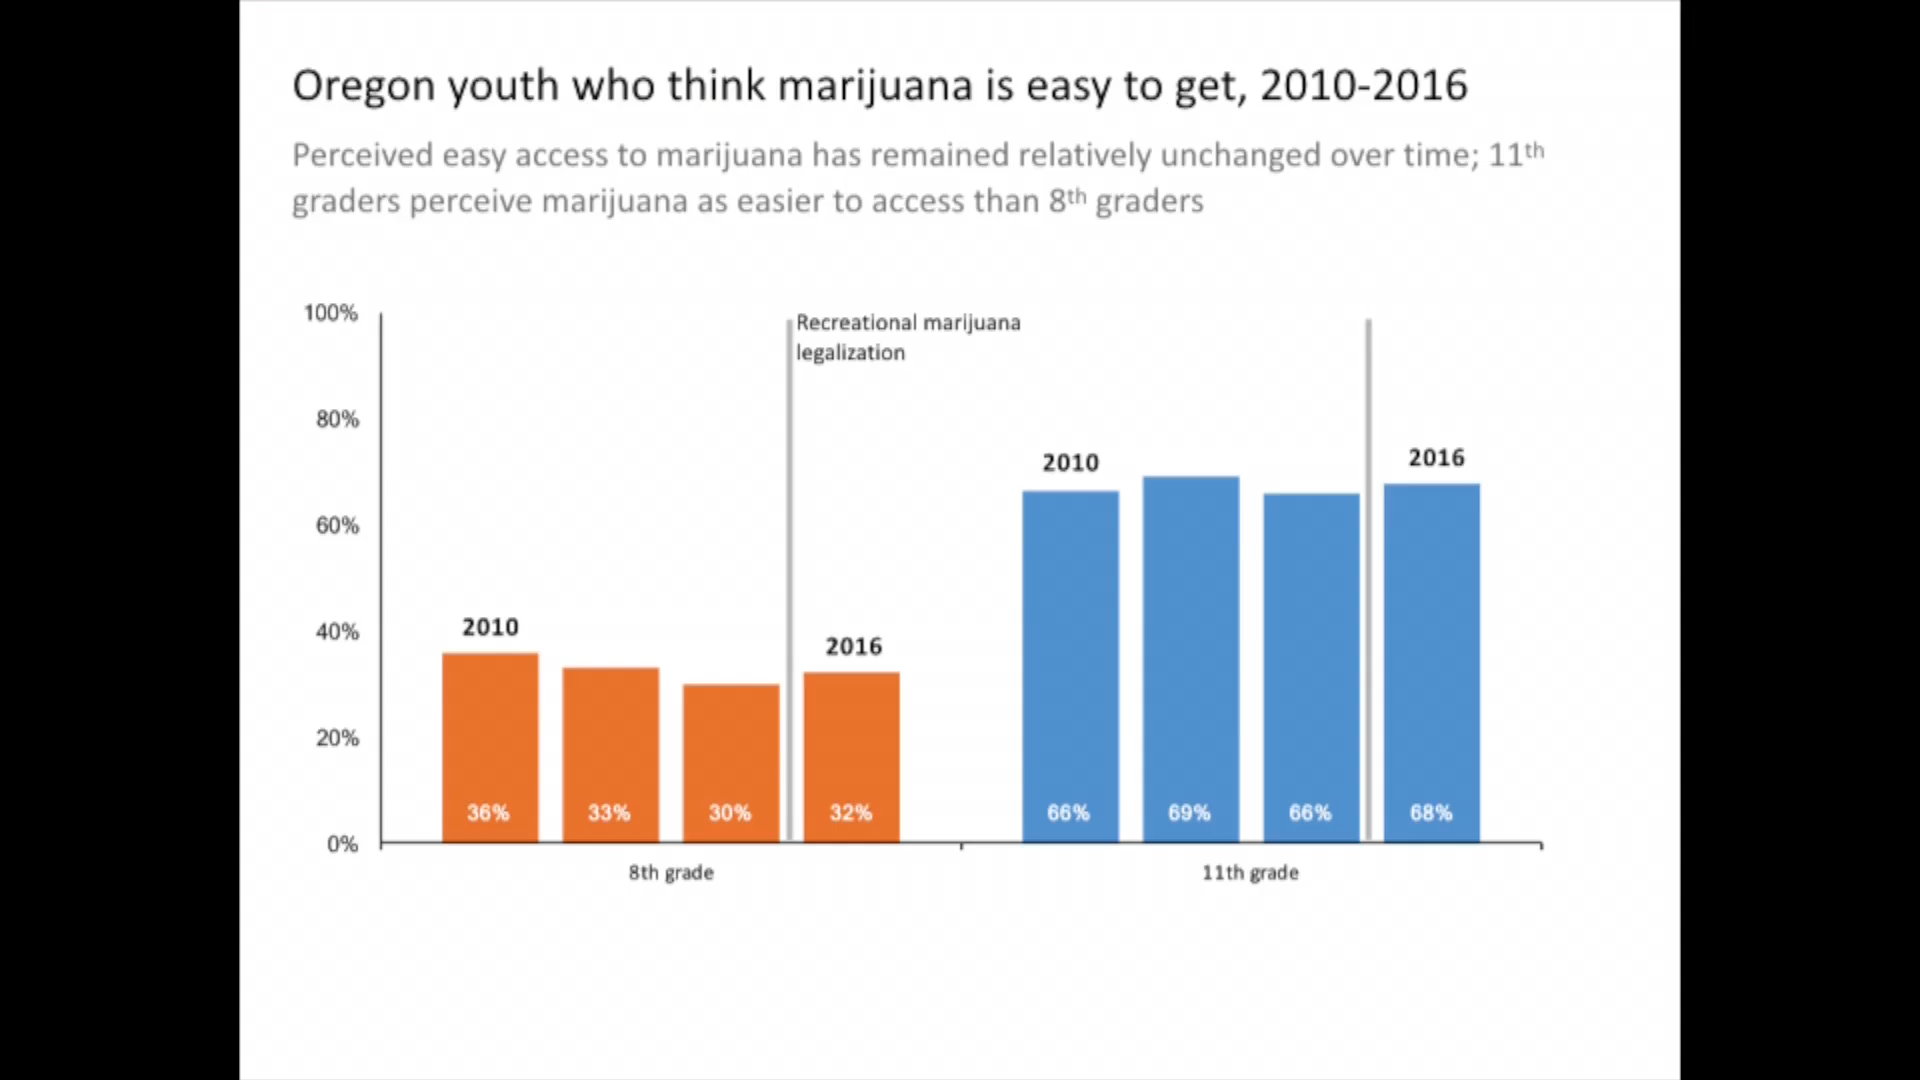 Oregon youth who think marijuana is easy to get, 2010-2016
Perceived easy access to marijuana has remained relatively unchanged over time; 11th
graders perceive marijuana as easier to access than 8th graders
100%
80%
60%
40%
20%
0%
Recreational marijuana
legalization
2010
2016
36%
33%
30%
32%
8th grade
2010
2016
66%
69%
66%
68%
11th grade